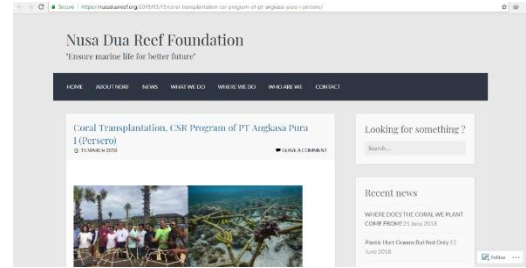 Secure | https://nusaduareef.org/2018/03/15/coral-transplantation-csr-program-of-pt-angkasa-pura-i-persero/
Nusa Dua Reef Foundation
"Ensure marine life for better future"
HOME ABOUT NDRF NEWS WHAT WE DO WHERE WE DO WHO ARE WE CONTACT
Coral Transplantation, CSR Program of PT Angkasa Pura
I (Persero)
15 MARCH 2018 LEAVE A COMMENT
Looking for something ?
Search...
Recent news
WHERE DOES THE CORAL WE PLANT
COME FROM? 21 June 2018
Plastic Hurt Oceans But Not Only
June 2018
Follow ...